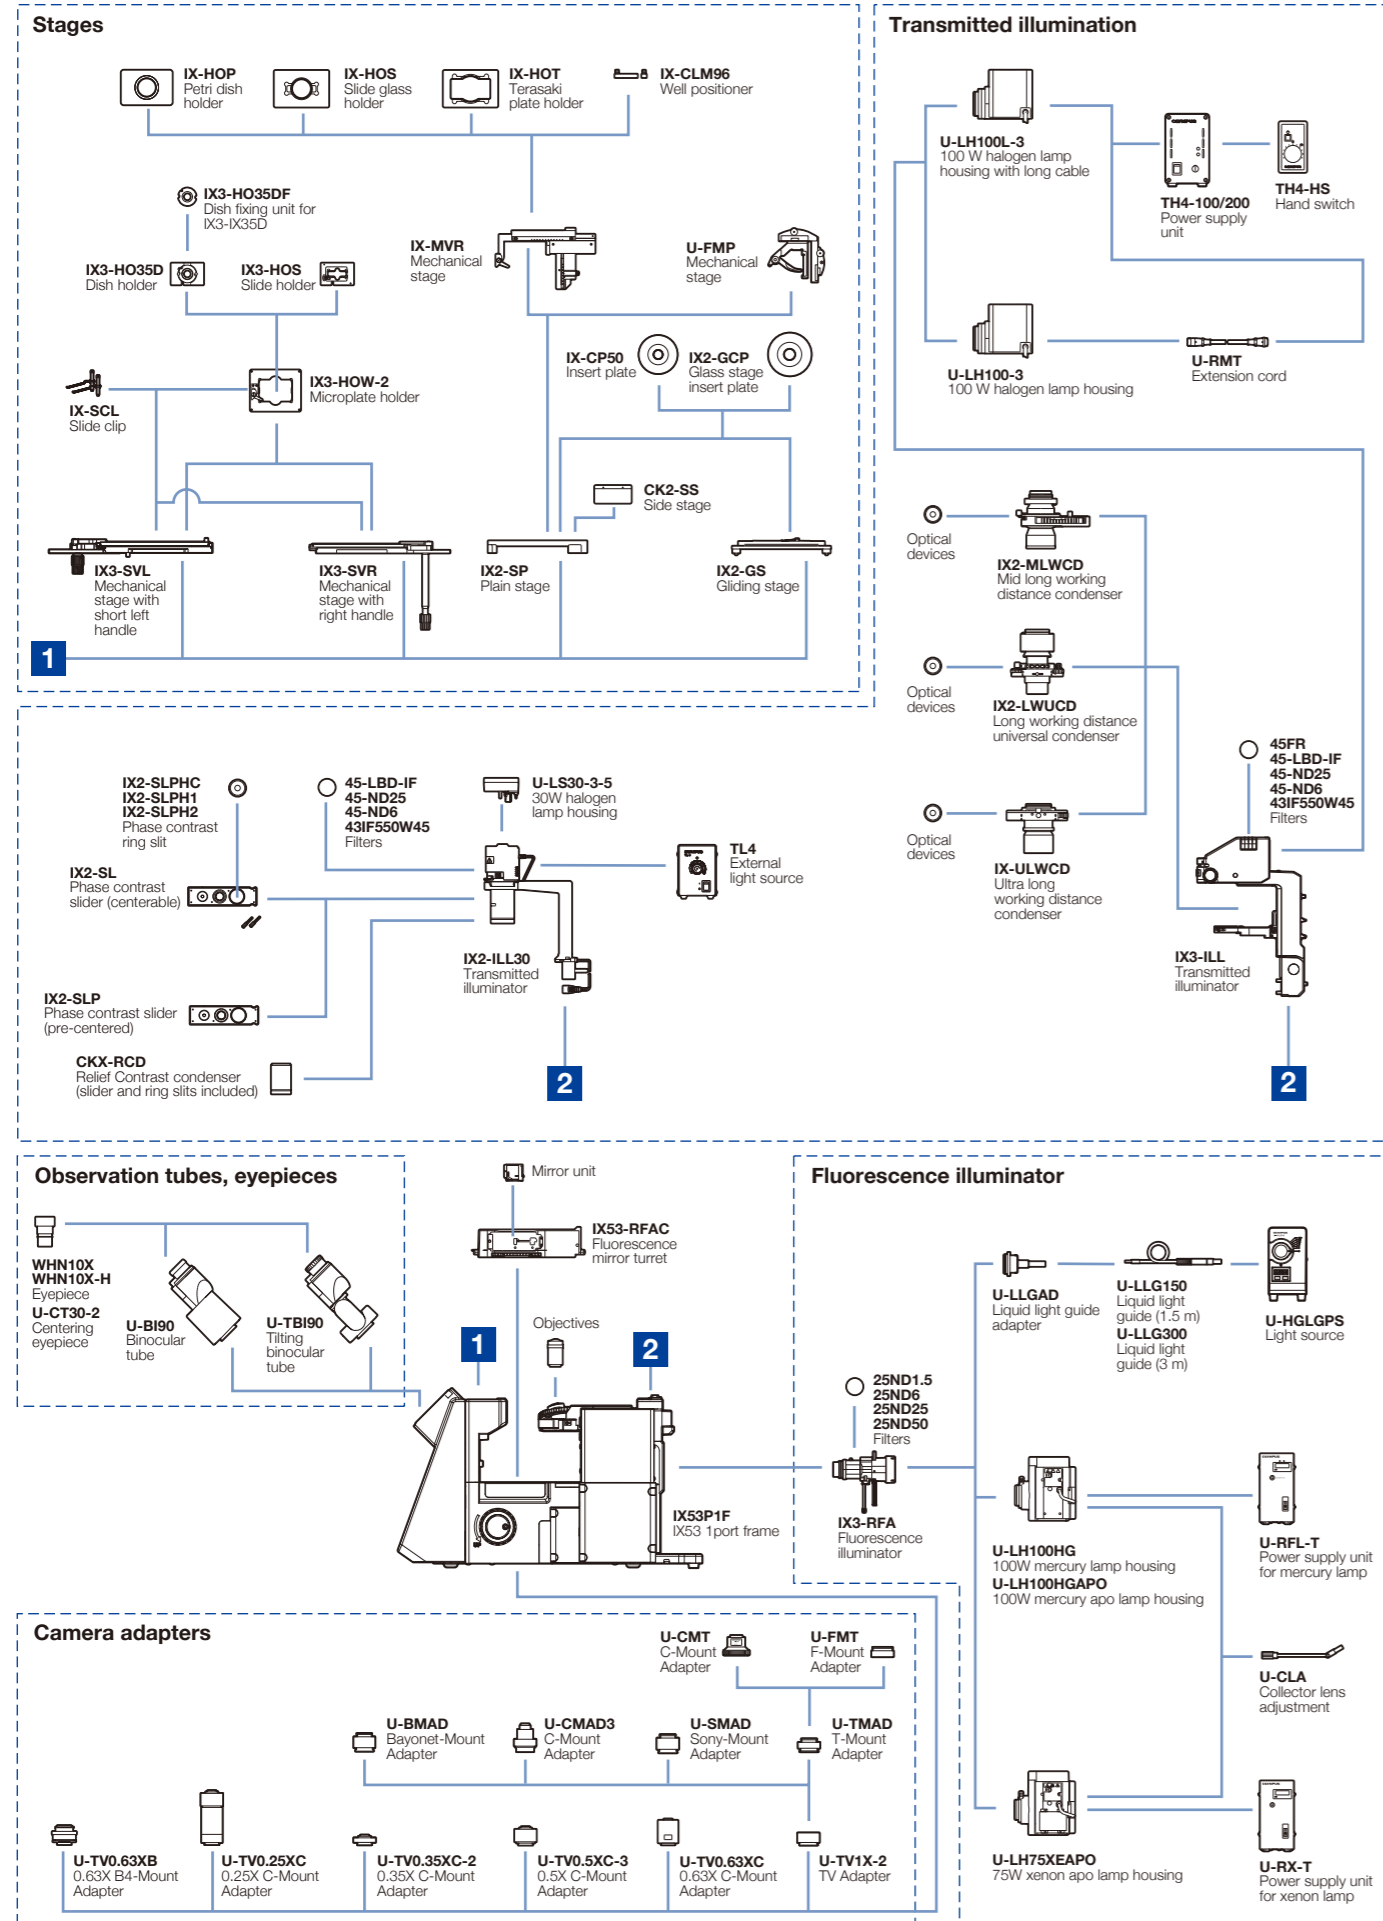 Stages
IX-HOP
Petri dish
holder
IX-HOS
Slide glass
holder
IX-HOT
Terasaki
plate holder
IX-CLM96
Well positioner
IX3-HO35DF
Dish fixing unit for
IX3-IX35D
IX3-HO35D
Dish holder
IX3-HOS
Slide holder
IX-MVR
Mechanical
stage
U-FMP
Mechanical
stage
IX-CP50
Insert plate
IX2-GCP
Glass stage
insert plate
IX-SCL
Slide clip
IX3-HOW-2
Microplate holder
CK2-SS
Side stage
IX3-SVL
Mechanical
stage with
short left
handle
IX3-SVR
Mechanical
stage with
right handle
IX2-SP
Plain stage
IX2-GS
Gliding stage
1
Transmitted illumination
U-LH100L-3
100 W halogen lamp
housing with long cable
TH4-100/200
Power supply
unit
TH4-HS
Hand switch
U-LH100-3
100 W halogen lamp housing
U-RMT
Extension cord
Optical
devices
IX2-MLWCD
Mid long working
distance condenser
Optical
devices
IX2-LWUCD
Long working distance
universal condenser
Optical
devices
IX-ULWCD
Ultra long
working distance
condenser
45FR
45-LBD-IF
45-ND25
45-ND6
43IF550W45
Filters
IX3-ILL
Transmitted
illuminator
2
IX2-SLPHC
IX2-SLPH1
IX2-SLPH2
Phase contrast
ring slit
45-LBD-IF
45-ND25
45-ND6
43IF550W45
Filters
U-LS30-3-5
30W halogen
lamp housing
TL4
External
light source
IX2-SL
Phase contrast
slider (centerable)
IX2-ILL30
Transmitted
illuminator
IX2-SLP
Phase contrast slider
(pre-centered)
CKX-RCD
Relief Contrast condenser
(slider and ring slits included)
2
Observation tubes, eyepieces
WHN10X
WHN10X-H
Eyepiece
U-CT30-2
Centering
eyepiece
U-BI90
Binocular
tube
U-TBI90
Tilting
binocular
tube
Mirror unit
IX53-RFAC
Fluorescence
mirror turret
Objectives
1
2
IX53P1F
IX53 1port frame
Fluorescence illuminator
U-LLGAD
Liquid light guide
adapter
U-LLG150
Liquid light
guide (1.5 m)
U-LLG300
Liquid light
guide (3 m)
U-HGLGPS
Light source
25ND1.5
25ND6
25ND25
25ND50
Filters
IX3-RFA
Fluorescence
illuminator
U-LH100HG
100W mercury lamp housing
U-LH100HGAPO
100W mercury apo lamp housing
U-RFL-T
Power supply unit
for mercury lamp
U-CLA
Collector lens
adjustment
U-LH75XEAPO
75W xenon apo lamp housing
U-RX-T
Power supply unit
for xenon lamp
Camera adapters
U-CMT
C-Mount
Adapter
U-FMT
F-Mount
Adapter
U-BMAD
Bayonet-Mount
Adapter
U-CMAD3
C-Mount
Adapter
U-SMAD
Sony-Mount
Adapter
U-TMAD
T-Mount
Adapter
U-TV0.63XB
0.63X B4-Mount
Adapter
U-TV0.25XC
0.25X C-Mount
Adapter
U-TV0.35XC-2
0.35X C-Mount
Adapter
U-TV0.5XC-3
0.5X C-Mount
Adapter
U-TV0.63XC
0.63X C-Mount
Adapter
U-TV1X-2
TV Adapter